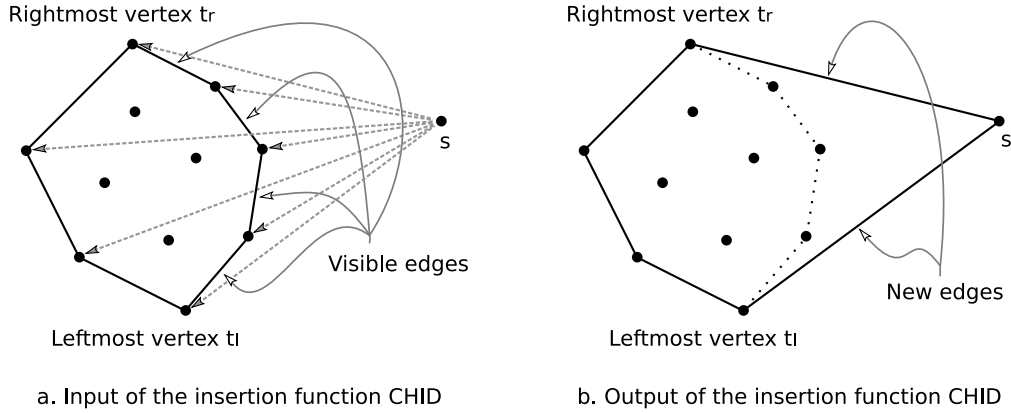 Rightmost vertex tr
Rightmost vertex tr
s
s
Visible edges
New edges
Leftmost vertex tl
Leftmost vertex tl
a. Input of the insertion function CHID
b. Output of the insertion function CHID